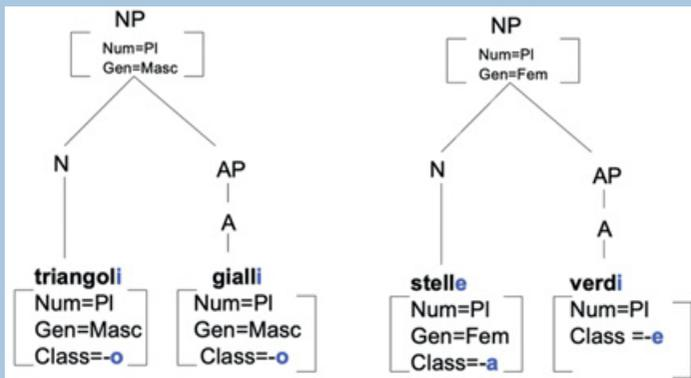 NP
Num=Pl
Gen=Masc
N
AP
A
triangoli
Num=Pl
Gen=Masc
Class=-o
gialli
Num=Pl
Gen=Masc
Class=-o
NP
Num=Pl
Gen=Fem
N
AP
A
stelle
Num=Pl
Gen=Fem
Class=-a
verdi
Num=Pl
Class =-e